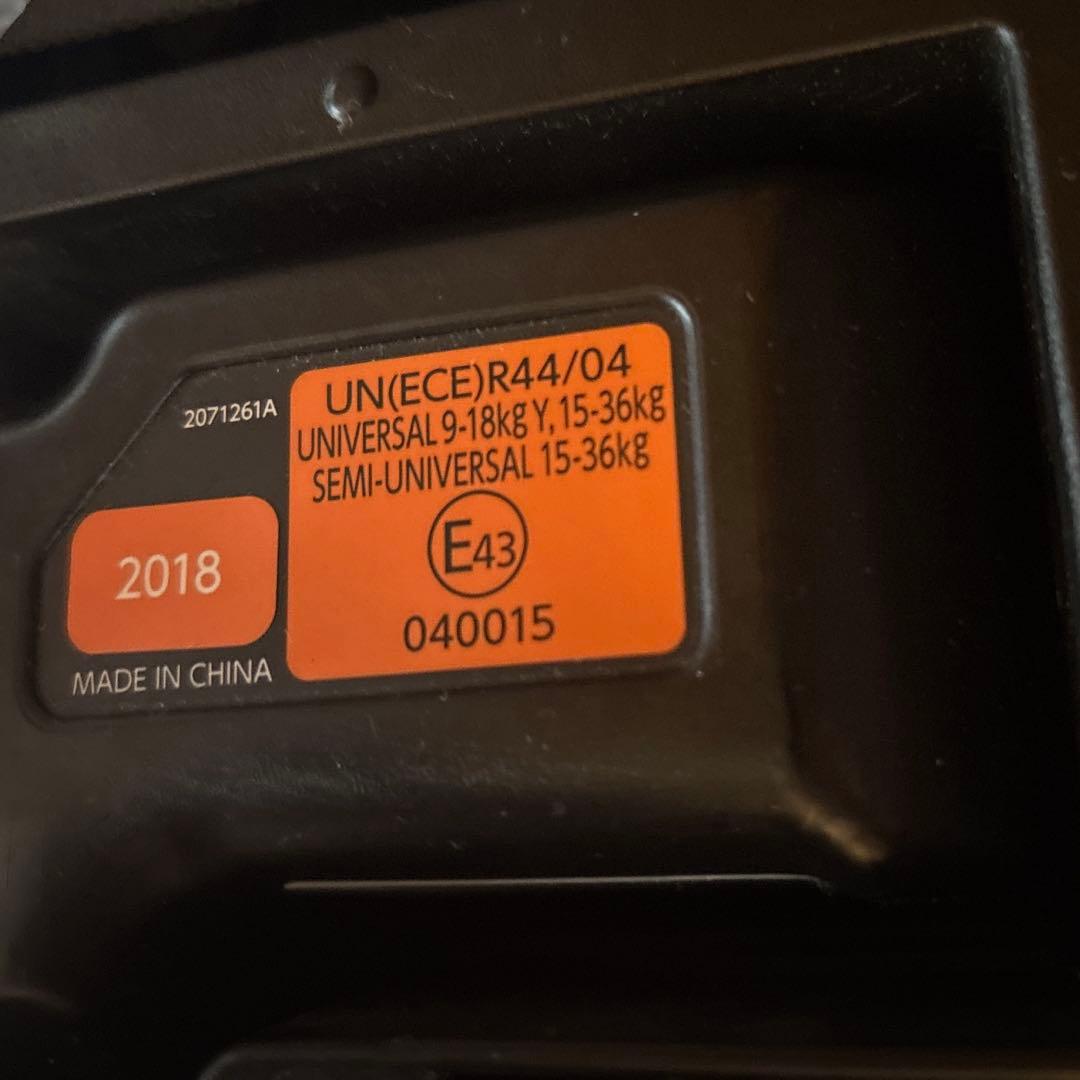 UN(ECE)R44/04
UNIVERSAL 9-18kg Y, 15-36kg
SEMI-UNIVERSAL 15-36kg
E43
040015
2071261A
2018
MADE IN CHINA